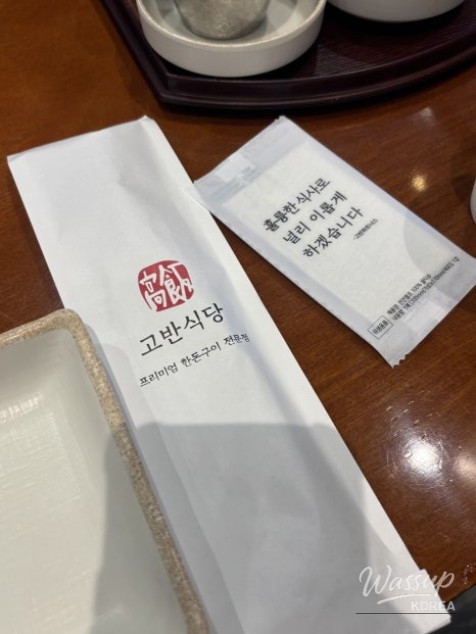 훌륭한 식사로
널리 이롭게
하겠습니다
高飯
고반식당
프리미엄 한돈구이 전문점
Wassup
KOREA